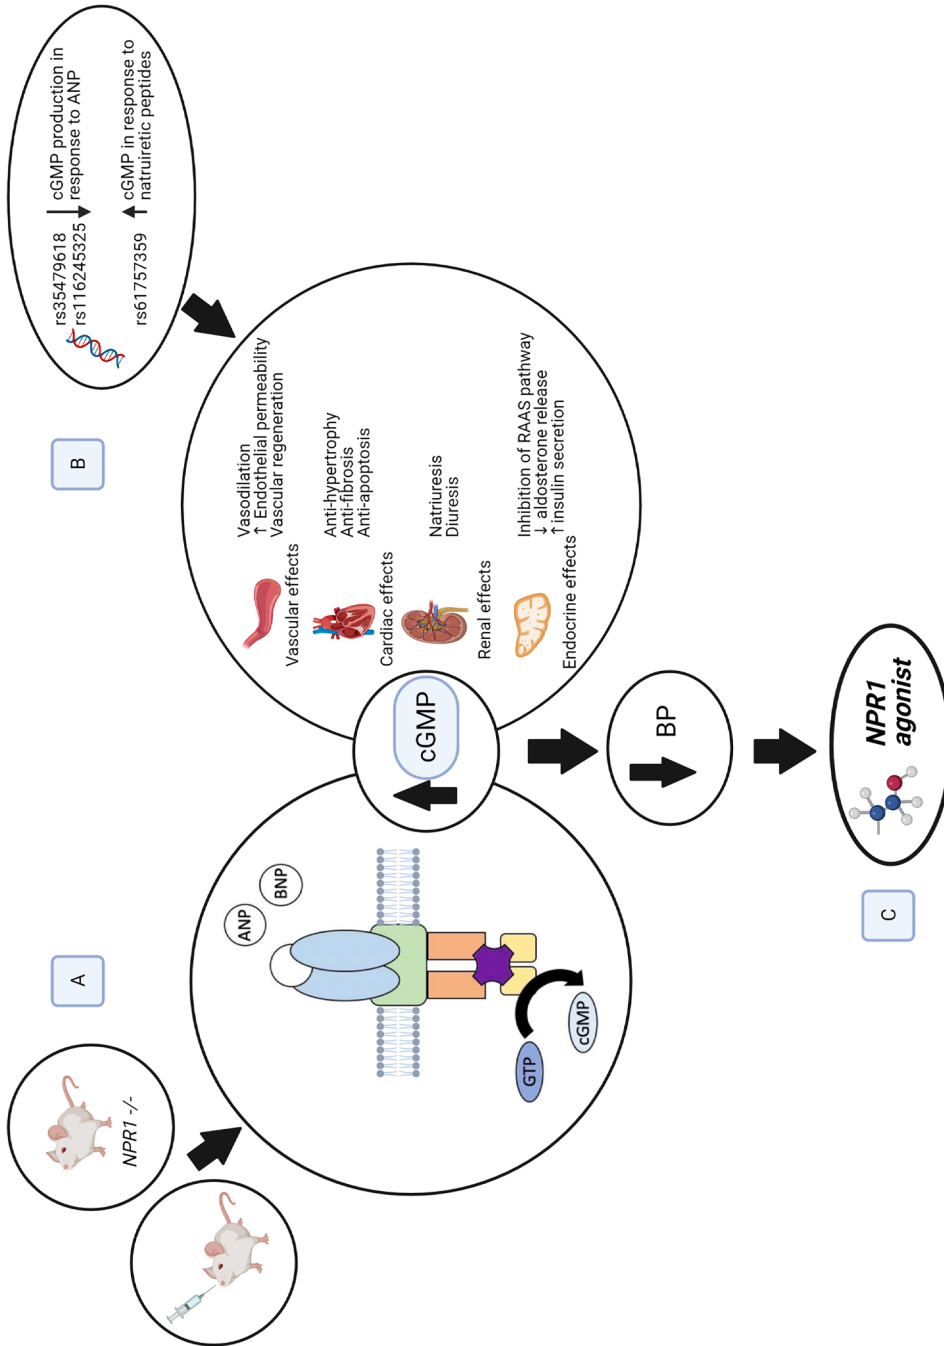 A
NPR1 -/-
ANP
BNP
GTP
cGMP
B
rs35479618
rs116245325
cGMP production in
response to ANP
rs61757359
cGMP in response to
natruiretic peptides
cGMP
Vasodilation
↑ Endothelial permeability
Vascular regeneration
Vascular effects
Anti-hypertrophy
Anti-fibrosis
Anti-apoptosis
Cardiac effects
Natriuresis
Diuresis
Renal effects
Inhibition of RAAS pathway
↓ aldosterone release
↑ insulin secretion
Endocrine effects
BP
C
NPR1
agonist